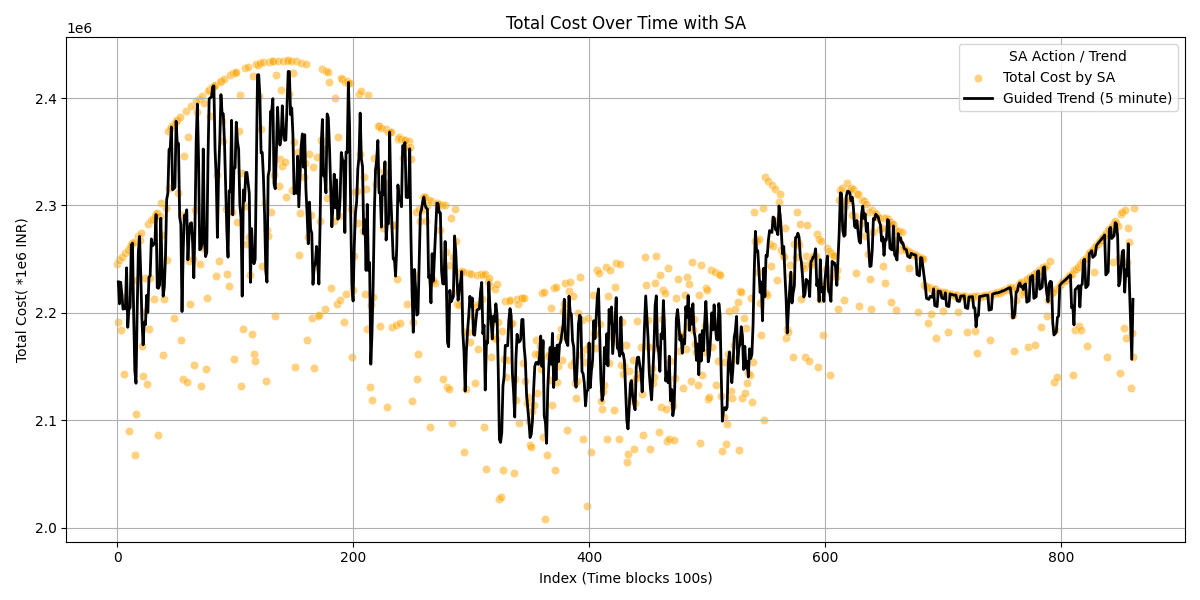 Total Cost Over Time with SA
1e6
SA Action / Trend
Total Cost by SA
Guided Trend (5 minute)
2.4
2.3
2.2
2.1
2.0
Total Cost( *1e6 INR)
0 200 400 600 800
Index (Time blocks 100s)